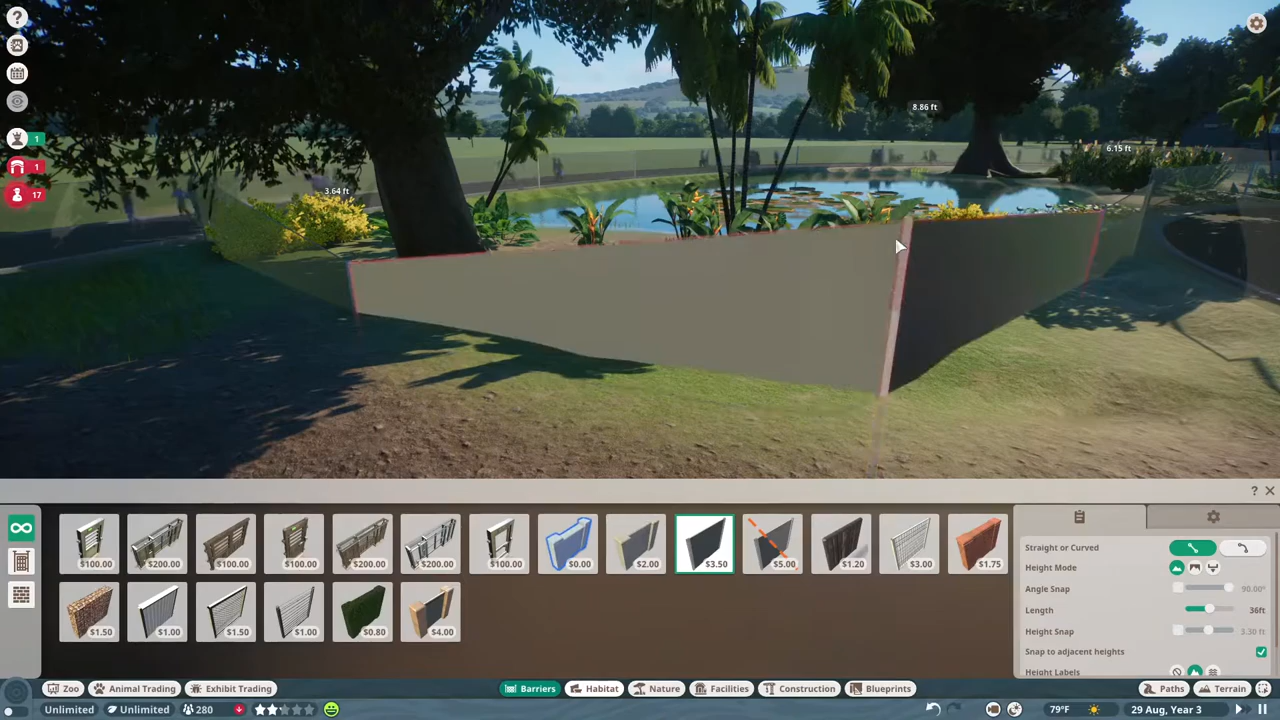 ?
1
1
17
3.64 ft
8.86 ft
6.15 ft
?
$100.00
$200.00
$100.00
$100.00
$200.00
$200.00
$100.00
$0.00
$2.00
$3.50
$5.00
$1.20
$3.00
$1.75
$1.50
$1.00
$1.50
$1.00
$0.80
$4.00
Straight or Curved
Height Mode
Angle Snap 90.00°
Length 36ft
Height Snap 3.30 ft
Snap to adjacent heights
Height Labels
Zoo Animal Trading Exhibit Trading Barriers Habitat Nature Facilities Construction Blueprints Paths Terrain
Unlimited Unlimited 280 79°F 29 Aug, Year 3